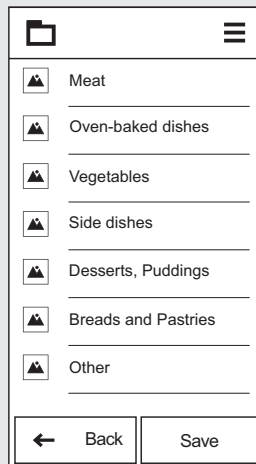 Meat
Oven-baked dishes
Vegetables
Side dishes
Desserts, Puddings
Breads and Pastries
Other
Back
Save